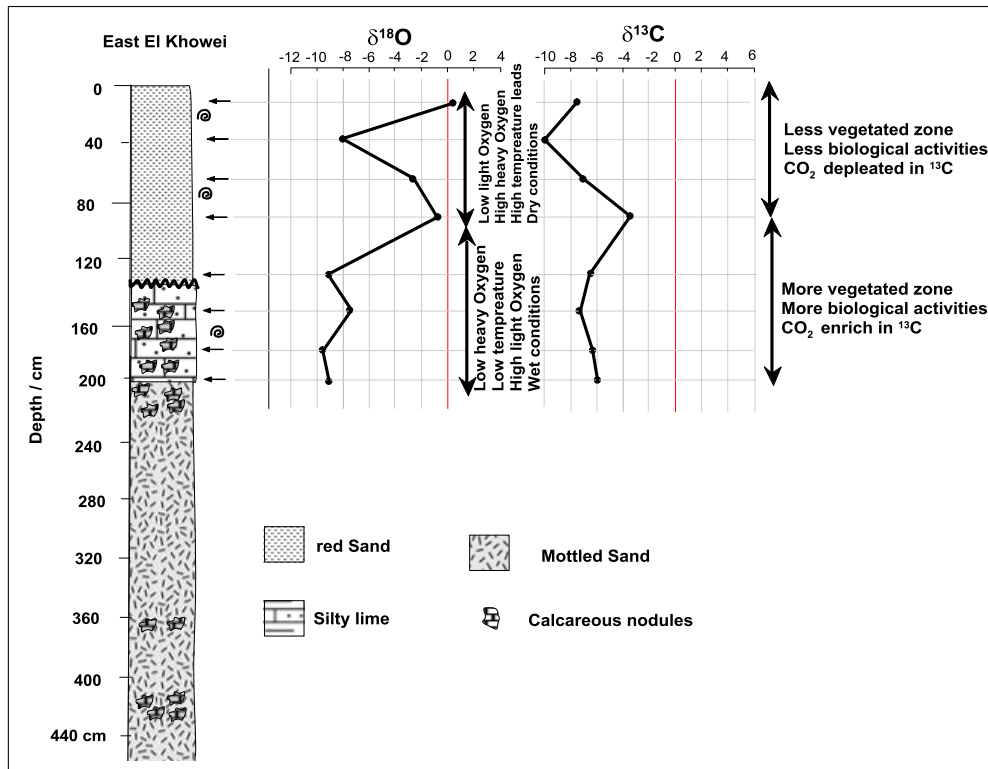 East El Khowei
δ18O
δ13C
-12 -10 -8 -6 -4 -2 0 2 4
-10 -8 -6 -4 -2 0 2 4 6
0
40
80
120
160
200
240
280
320
360
400
440 cm
Depth / cm
Low light Oxygen
High heavy Oxygen
High tempreature leads
Dry conditions
Low heavy Oxygen
Low temperature
High light Oxygen
Wet conditions
Less vegetated zone
Less biological activities
CO2 depleated in 13C
More vegetated zone
More biological activities
CO2 enrich in 13C
red Sand
Mottled Sand
Silty lime
Calcareous nodules